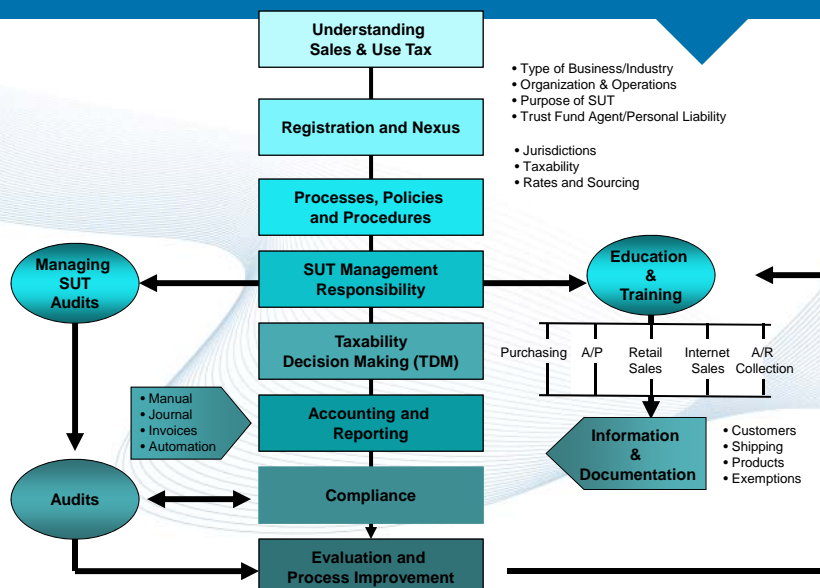 Understanding
Sales & Use Tax
• Type of Business/Industry
• Organization & Operations
• Purpose of SUT
• Trust Fund Agent/Personal Liability
Registration and Nexus
• Jurisdictions
• Taxability
• Rates and Sourcing
Processes, Policies
and Procedures
Managing
SUT
Audits
SUT Management
Responsibility
Education
&
Training
Taxability
Decision Making (TDM)
Purchasing
A/P
Retail
Sales
Internet
Sales
A/R
Collection
• Manual
• Journal
• Invoices
• Automation
Accounting and
Reporting
Information
&
Documentation
• Customers
• Shipping
• Products
• Exemptions
Audits
Compliance
Evaluation and
Process Improvement